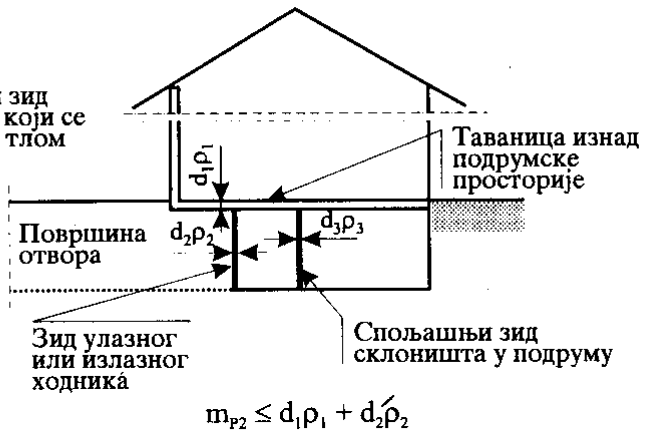 зид
који се
тлом
Таваница изнад
подрумске
просторије
d₁ρ₁
Површина
отвора
d₂ρ₂
d₃ρ₃
Зид улазног
или излазног
ходника
Спољашњи зид
склоништа у подруму
mₚ₂ ≤ d₁ρ₁ + d₂ρ₂